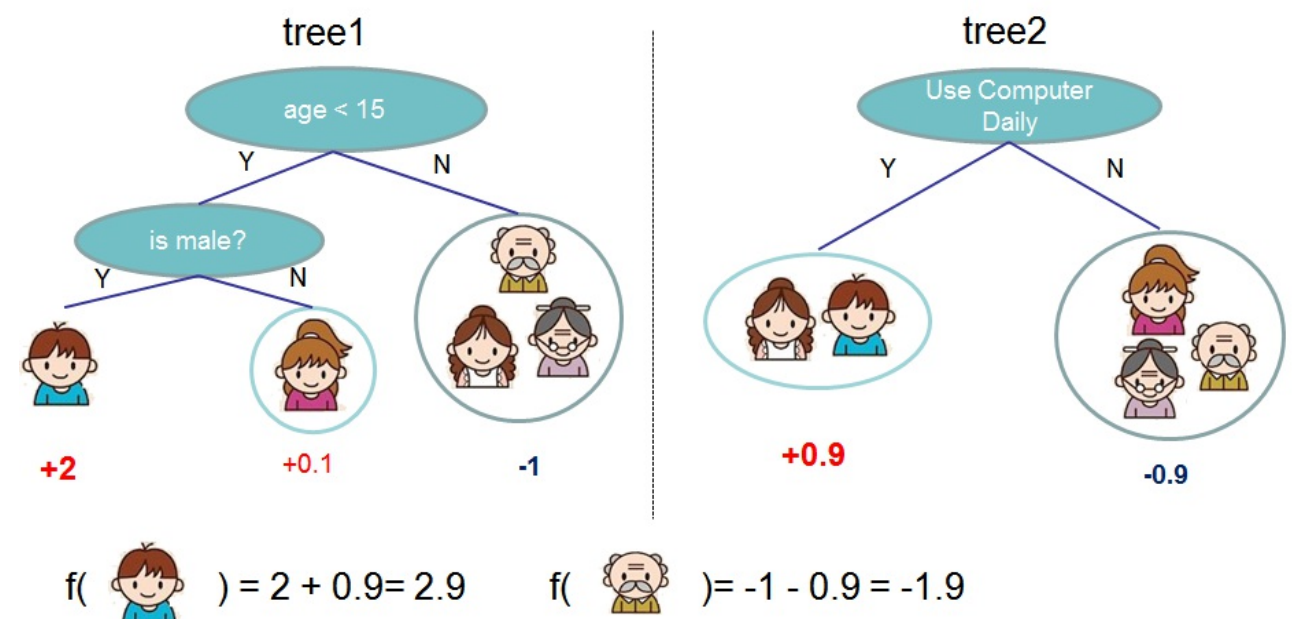 tree1
age < 15
Y
N
is male?
Y
N
+2
+0.1
-1
tree2
Use Computer
Daily
Y
N
+0.9
-0.9
f( ) = 2 + 0.9= 2.9
f( )= -1 - 0.9 = -1.9